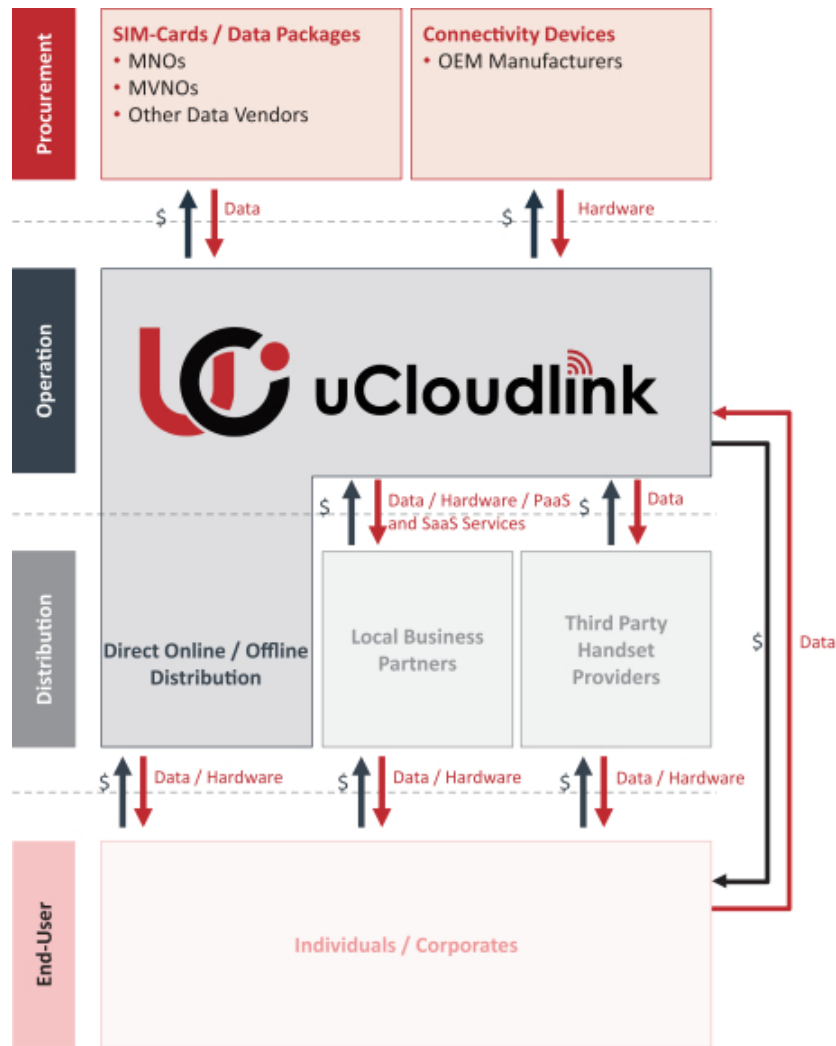 Procurement
SIM-Cards / Data Packages
• MNOs
• MVNOs
• Other Data Vendors
Connectivity Devices
• OEM Manufacturers
$
Data
$
Hardware
Operation
uCloudlink
$
Data / Hardware / PaaS
and SaaS Services
$
Data
Distribution
Direct Online / Offline
Distribution
Local Business
Partners
Third Party
Handset
Providers
$
Data
$
Data / Hardware
$
Data / Hardware
$
Data / Hardware
End-User
Individuals / Corporates